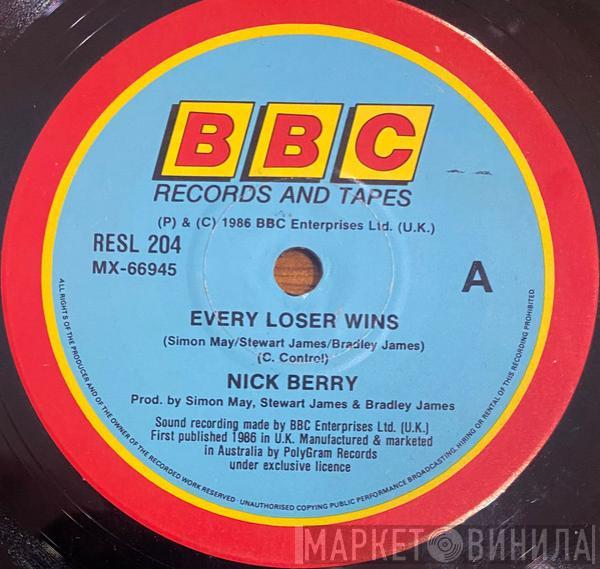 BBC
RECORDS AND TAPES
(P) & (C) 1986 BBC Enterprises Ltd. (U.K.)
RESL 204
MX-66945
A
EVERY LOSER WINS
(Simon May/Stewart James/Bradley James)
(C. Control)
NICK BERRY
Prod. by Simon May, Stewart James & Bradley James
Sound recording made by BBC Enterprises Ltd. (U.K.)
First published 1986 in U.K. Manufactured & marketed
in Australia by PolyGram Records
under exclusive licence
ALL RIGHTS OF THE PRODUCER AND OF THE OWNER OF THE RECORDED WORK RESERVED · UNAUTHORISED COPYING PUBLIC PERFORMANCE BROADCASTING, HIRING OR RENTAL OF THIS RECORDING PROHIBITED.
МАРКЕТ ВИНИЛА